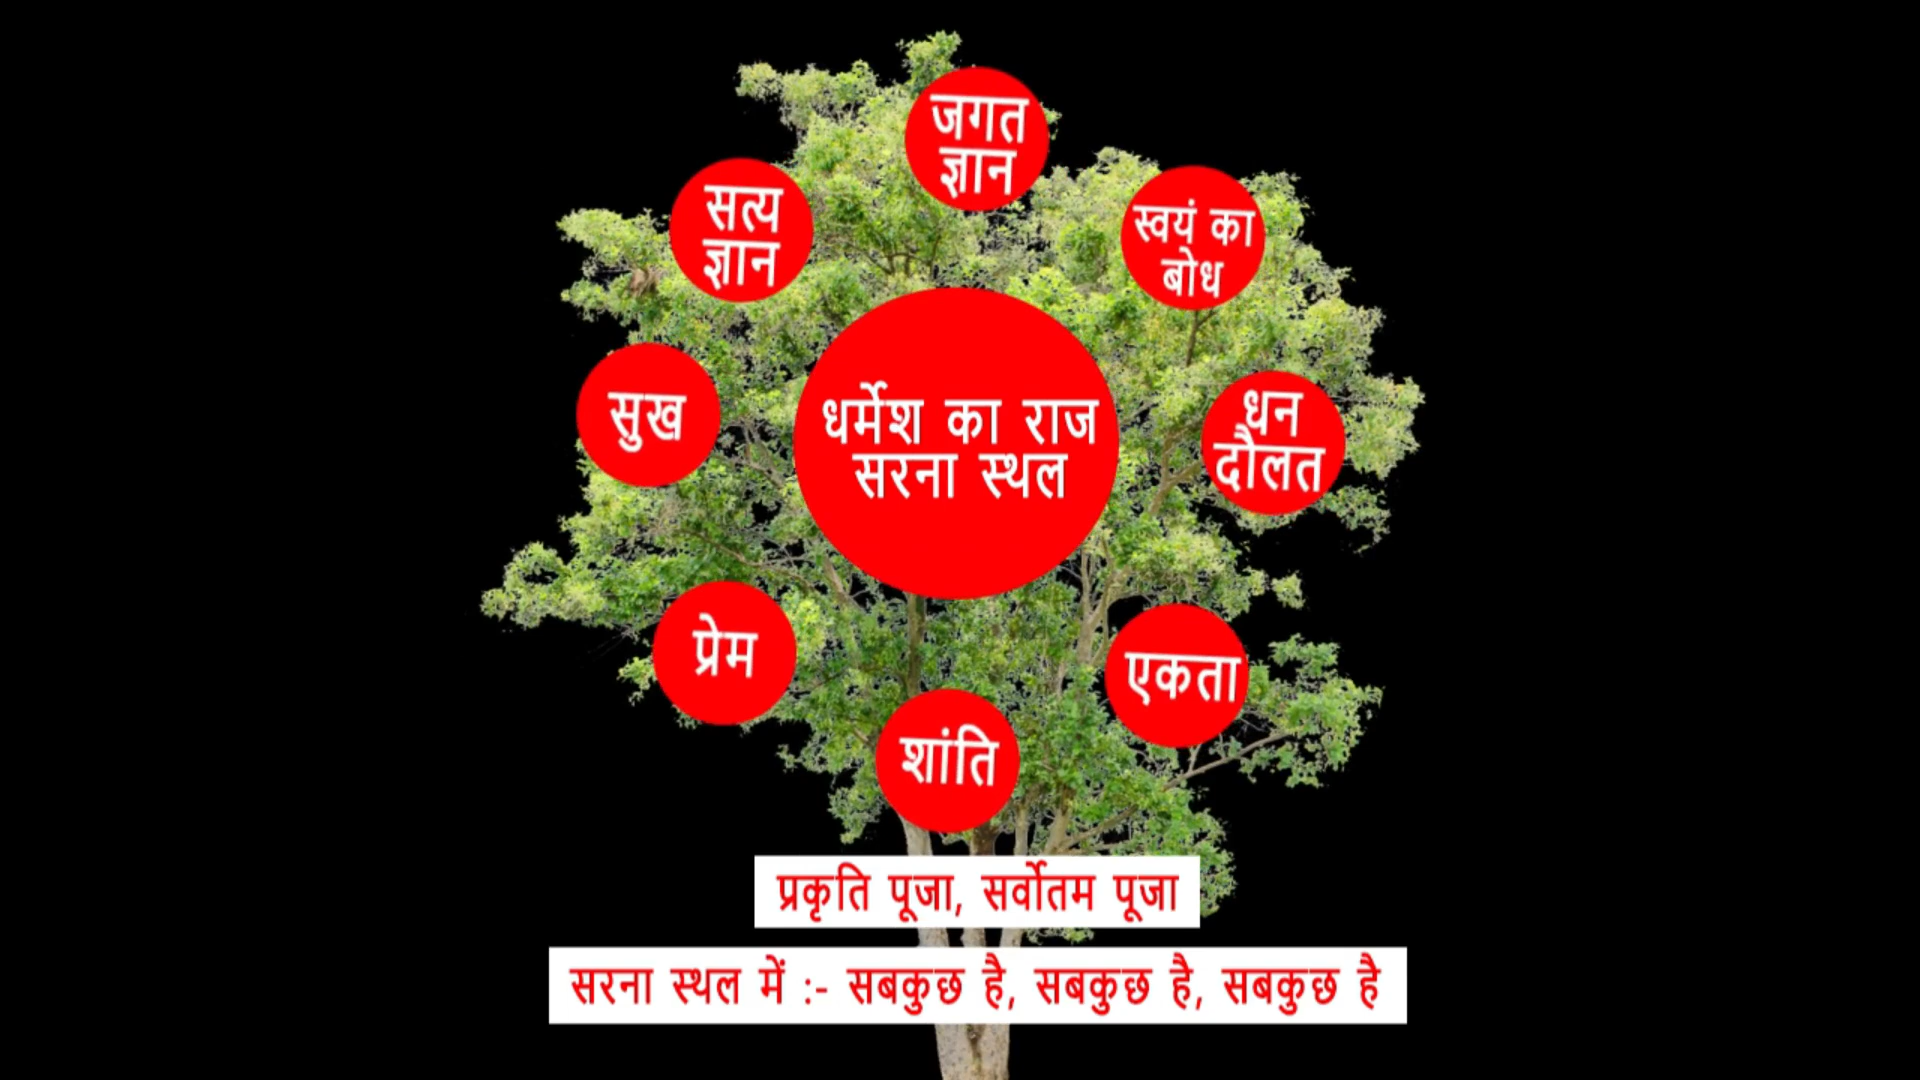 जगत
ज्ञान
सत्य
ज्ञान
स्वयं का
बोध
सुख
धर्मेश का राज
सरना स्थल
धन
दौलत
प्रेम
एकता
शांति
प्रकृति पूजा, सर्वोतम पूजा
सरना स्थल में :- सबकुछ है, सबकुछ है, सबकुछ है